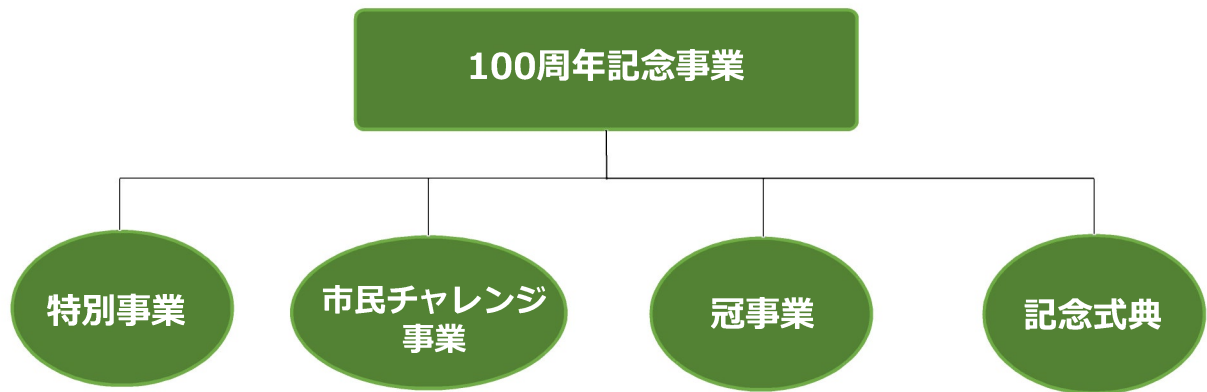 100周年記念事業
特別事業
市民チャレンジ
事業
冠事業
記念式典